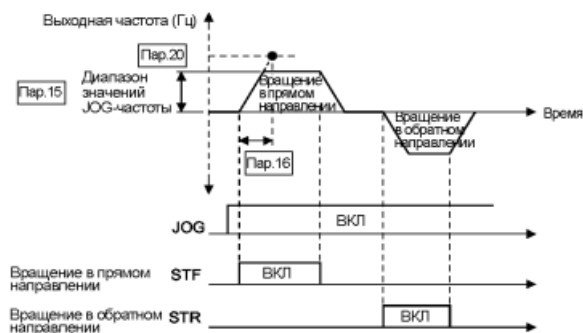 Выходная частота (Гц)
Пар.20
Пар.15
Диапазон
значений
JOG-частоты
Вращение
в прямом
направлении
Время
Вращение
в обратном
направлении
Пар.16
JOG
ВКЛ
Вращение в прямом
направлении
STF
ВКЛ
Вращение в обратном
направлении
STR
ВКЛ